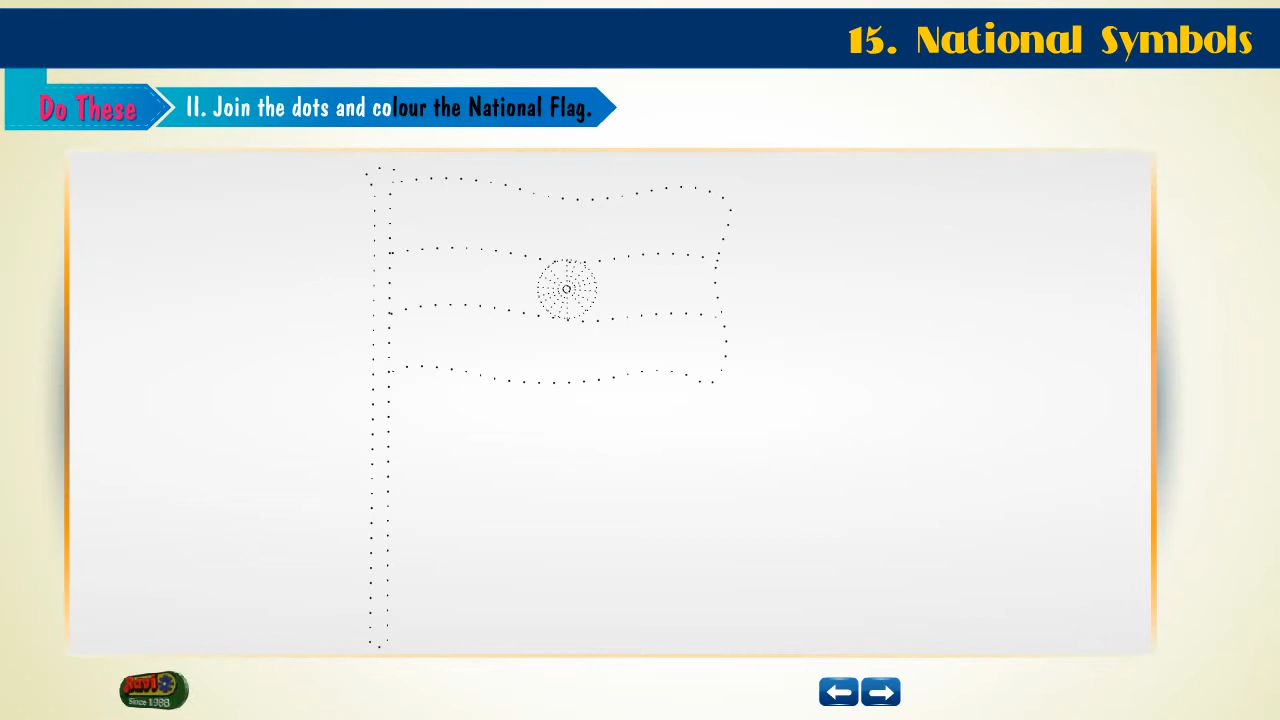 15. National Symbols
Do These
II. Join the dots and colour the National Flag.
Since 1988